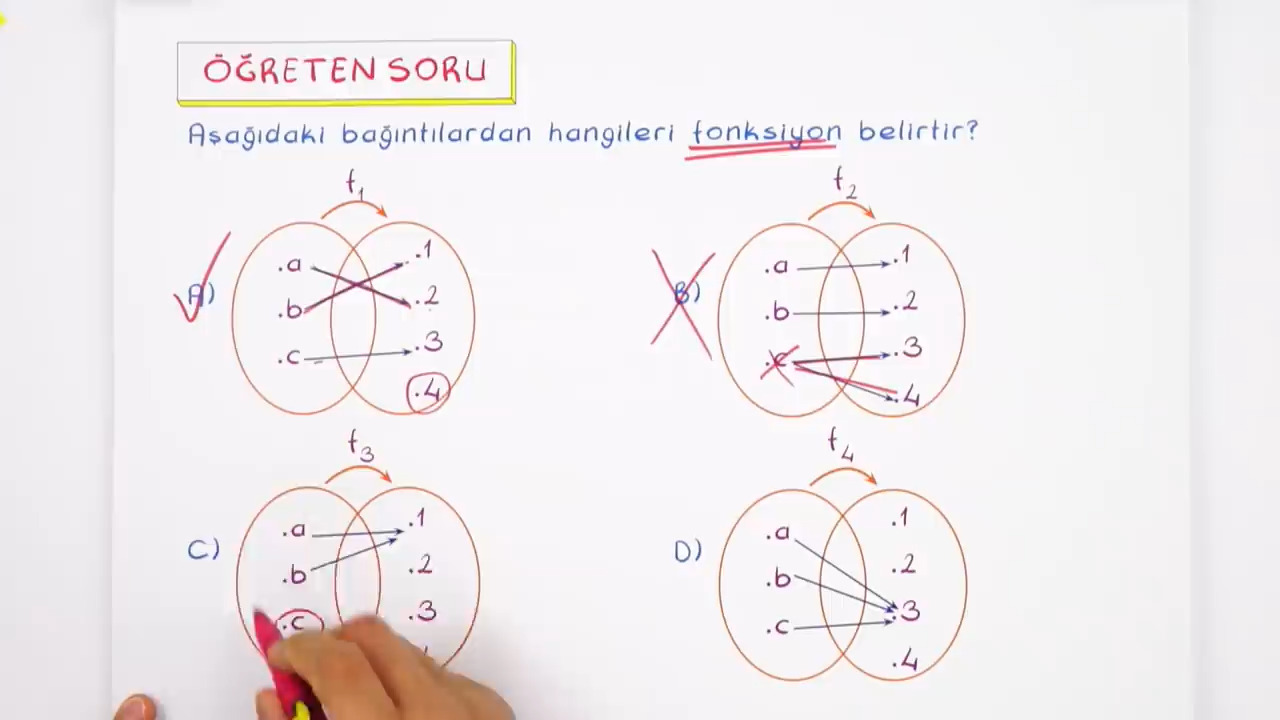 ÖĞRETEN SORU
Aşağıdaki bağıntılardan hangileri fonksiyon belirtir?
A)
f1
.a
.b
.c
.1
.2
.3
.4
B)
f2
.a
.b
.c
.1
.2
.3
.4
C)
f3
.a
.b
.c
.1
.2
.3
D)
f4
.a
.b
.c
.1
.2
.3
.4